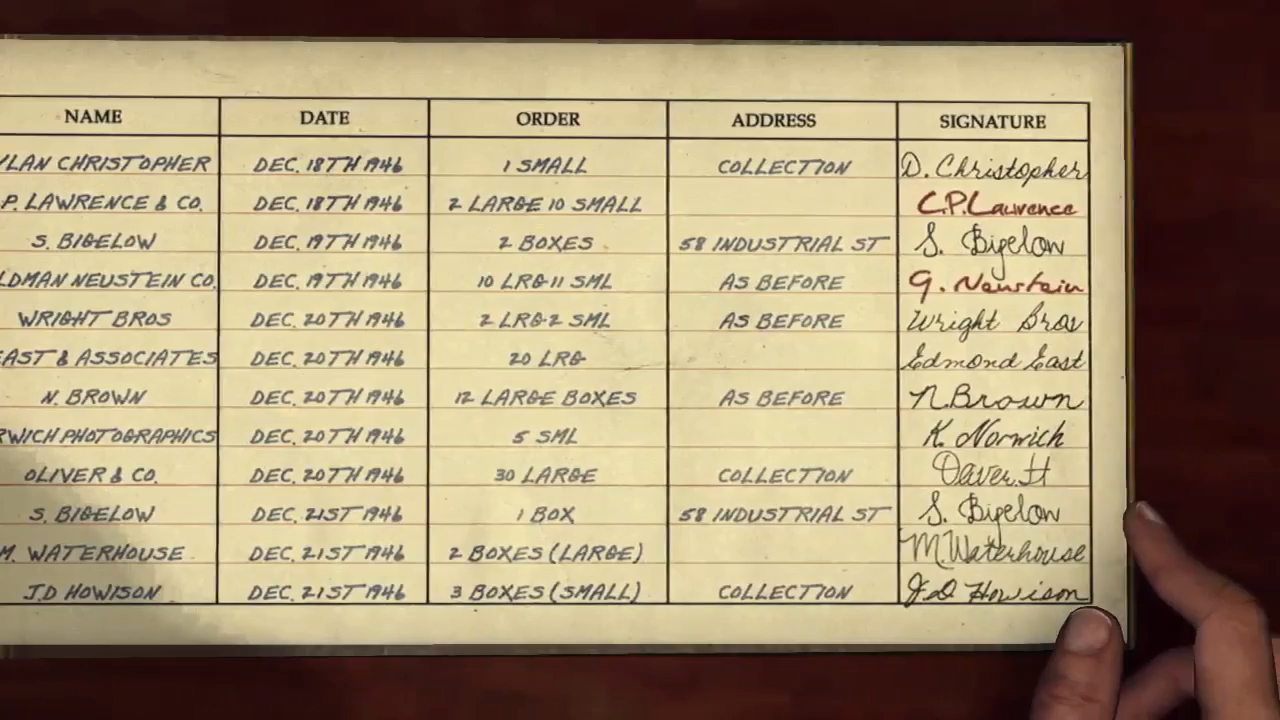 NAME DATE ORDER ADDRESS SIGNATURE
YLAN CHRISTOPHER DEC. 18TH 1946 1 SMALL COLLECTION D. Christopher
P. LAWRENCE & CO. DEC. 18TH 1946 2 LARGE 10 SMALL C.P. Lawrence
S. BIGELOW DEC. 19TH 1946 2 BOXES 58 INDUSTRIAL ST S. Bigelow
LDMAN NEUSTEIN CO. DEC. 19TH 1946 10 LRG 11 SML AS BEFORE G. Neustein
WRIGHT BROS DEC. 20TH 1946 2 LRG 2 SML AS BEFORE Wright Bros
EAST & ASSOCIATES DEC. 20TH 1946 20 LRG Edmond East
N. BROWN DEC. 20TH 1946 12 LARGE BOXES AS BEFORE N. Brown
RWICH PHOTOGRAPHICS DEC. 20TH 1946 5 SML K. Norwich
OLIVER & CO. DEC. 20TH 1946 30 LARGE COLLECTION
S. BIGELOW DEC. 21ST 1946 1 BOX 58 INDUSTRIAL ST S. Bigelow
M. WATERHOUSE DEC. 21ST 1946 2 BOXES (LARGE) M. Waterhouse
J.D HOWISON DEC. 21ST 1946 3 BOXES (SMALL) COLLECTION J.D. Howison